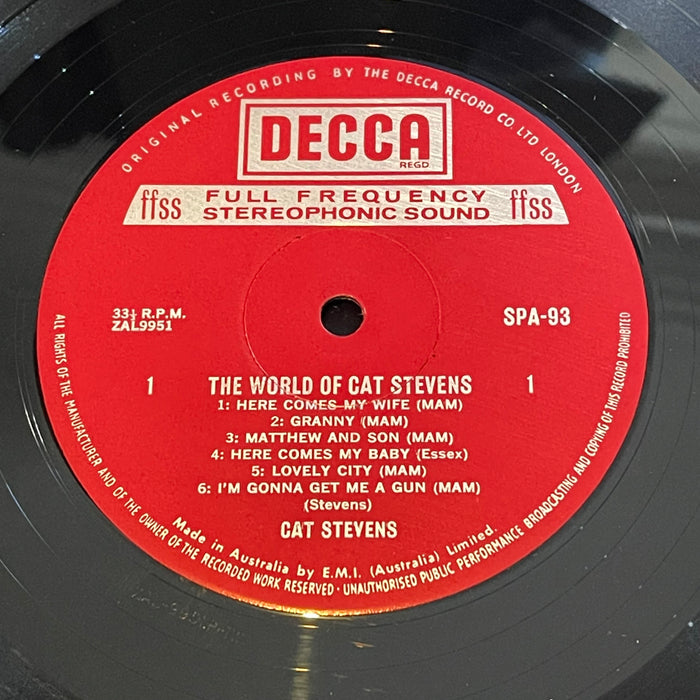 ORIGINAL RECORDING BY THE DECCA RECORD CO. LTD LONDON
DECCA
REGD
ffss FULL FREQUENCY ffss
STEREOPHONIC SOUND
33⅓ R.P.M.
ZAL9951
SPA-93
1 THE WORLD OF CAT STEVENS 1
1: HERE COMES MY WIFE (MAM)
2: GRANNY (MAM)
3: MATTHEW AND SON (MAM)
4: HERE COMES MY BABY (Essex)
5: LOVELY CITY (MAM)
6: I'M GONNA GET ME A GUN (MAM)
(Stevens)
CAT STEVENS
Made in Australia by E.M.I. (Australia) Limited.
ALL RIGHTS OF THE MANUFACTURER AND OF THE OWNER OF THE RECORDED WORK RESERVED · UNAUTHORISED PUBLIC PERFORMANCE BROADCASTING AND COPYING OF THIS RECORD PROHIBITED